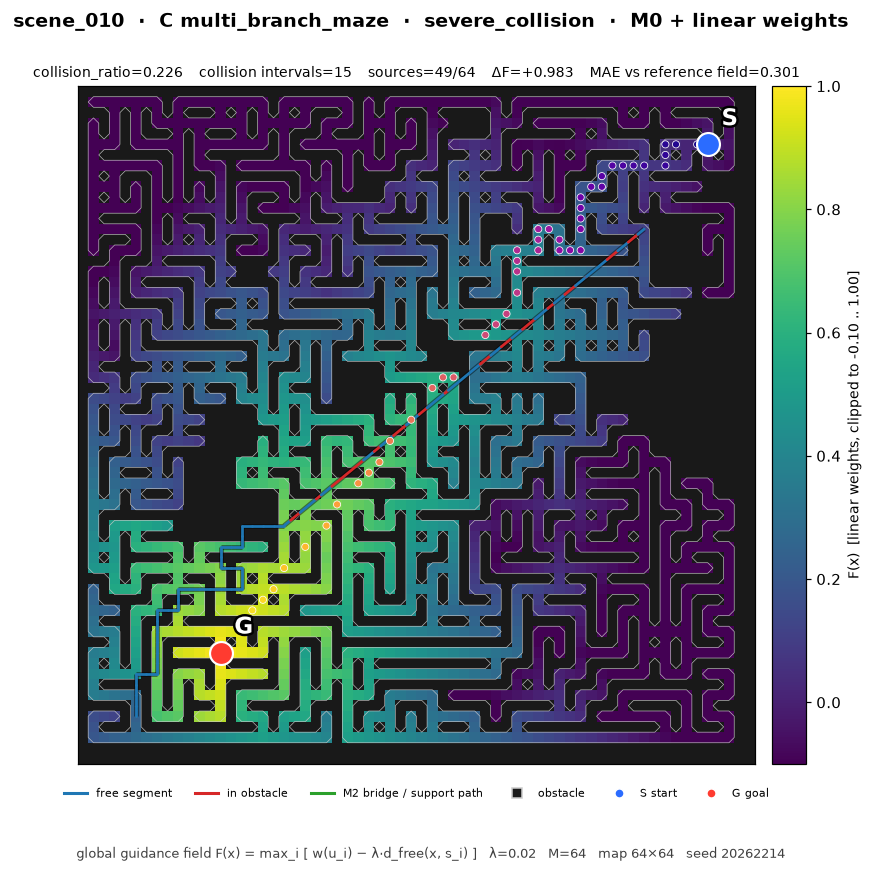 scene_010 · C multi_branch_maze · severe_collision · M0 + linear weights
collision_ratio=0.226 collision intervals=15 sources=49/64 ΔF=+0.983 MAE vs reference field=0.301
S
G
1.0
0.8
0.6
0.4
0.2
0.0
F(x) [linear weights, clipped to -0.10 .. 1.00]
free segment
in obstacle
M2 bridge / support path
obstacle
S start
G goal
global guidance field F(x) = max_i [ w(u_i) − λ·d_free(x, s_i) ] λ=0.02 M=64 map 64×64 seed 20262214